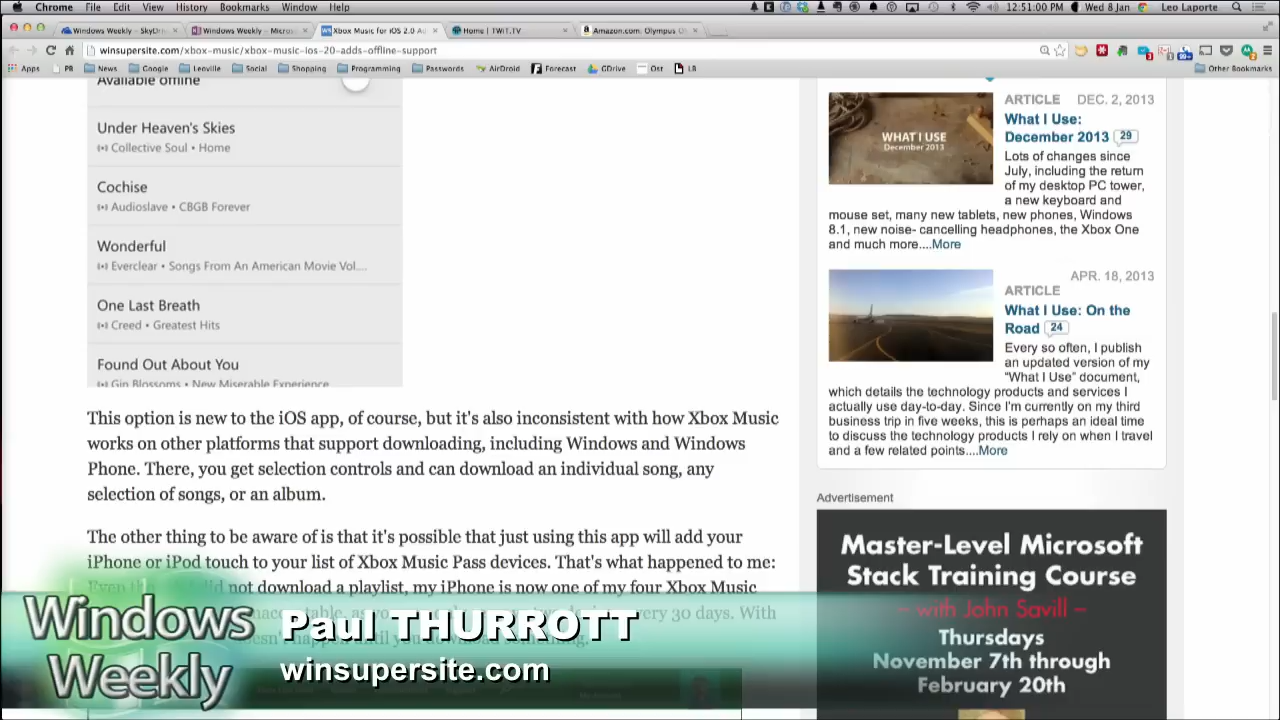 Chrome File Edit View History Bookmarks Window Help
Wed 8 Jan 12:51:00 PM Leo Laporte
Windows Weekly - SkyDriv
Windows Weekly – Micros
Xbox Music for iOS 2.0 Ad
Home | TWiT.TV
Amazon.com: Olympus O
winsupersite.com/xbox-music/xbox-music-ios-20-adds-offline-support
Apps PB News Google Leoville Social Shopping Programming Passwords AirDroid Forecast GDrive Ost LB Other Bookmarks
Available offline
Under Heaven's Skies
Collective Soul • Home
Cochise
Audioslave • CBGB Forever
Wonderful
Everclear • Songs From An American Movie Vol....
One Last Breath
Creed • Greatest Hits
Found Out About You
Gin Blossoms • New Miserable Experience
This option is new to the iOS app, of course, but it's also inconsistent with how Xbox Music
works on other platforms that support downloading, including Windows and Windows
Phone. There, you get selection controls and can download an individual song, any
selection of songs, or an album.
The other thing to be aware of is that it's possible that just using this app will add your
iPhone or iPod touch to your list of Xbox Music Pass devices. That's what happened to me:
Even did not download a playlist, my iPhone is now one of my four Xbox Music
every 30 days. With
until you download something.
ARTICLE DEC. 2, 2013
WHAT I USE
December 2013
What I Use:
December 2013 29
Lots of changes since
July, including the return
of my desktop PC tower,
a new keyboard and
mouse set, many new tablets, new phones, Windows
8.1, new noise- cancelling headphones, the Xbox One
and much more....More
APR. 18, 2013
ARTICLE
What I Use: On the
Road 24
Every so often, I publish
an updated version of my
“What I Use” document,
which details the technology products and services I
actually use day-to-day. Since I'm currently on my third
business trip in five weeks, this is perhaps an ideal time
to discuss the technology products I rely on when I travel
and a few related points....More
Advertisement
Master-Level Microsoft
Stack Training Course
– with John Savill –
Thursdays
November 7th through
February 20th
Windows
Weekly
Paul THURROTT
winsupersite.com